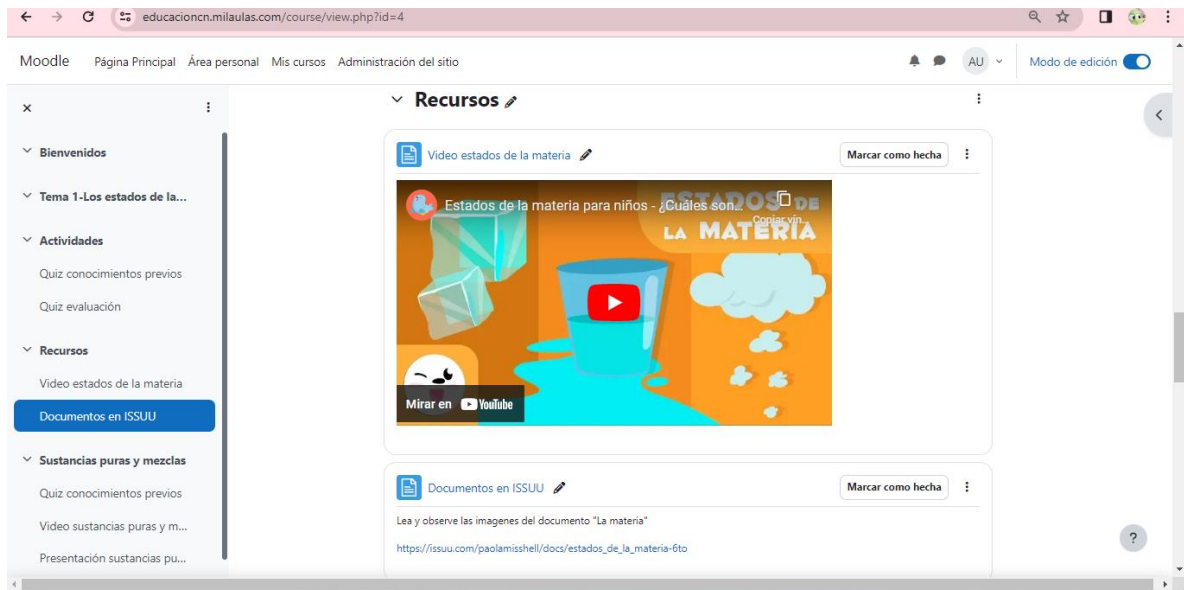 educacioncn.milaulas.com/course/view.php?id=4
Moodle Página Principal Área personal Mis cursos Administración del sitio AU Modo de edición
Bienvenidos
Tema 1-Los estados de la...
Actividades
Quiz conocimientos previos
Quiz evaluación
Recursos
Video estados de la materia
Documentos en ISSUU
Sustancias puras y mezclas
Quiz conocimientos previos
Video sustancias puras y m...
Presentación sustancias pu...
Recursos
Video estados de la materia Marcar como hecha
Estados de la materia para niños - ¿Cuáles son...
Copiar vín...
ESTADOS DE
LA MATERIA
Mirar en YouTube
Documentos en ISSUU Marcar como hecha
Lea y observe las imagenes del documento "La materia"
https://issuu.com/paolamisshell/docs/estados_de_la_materia-6to
?